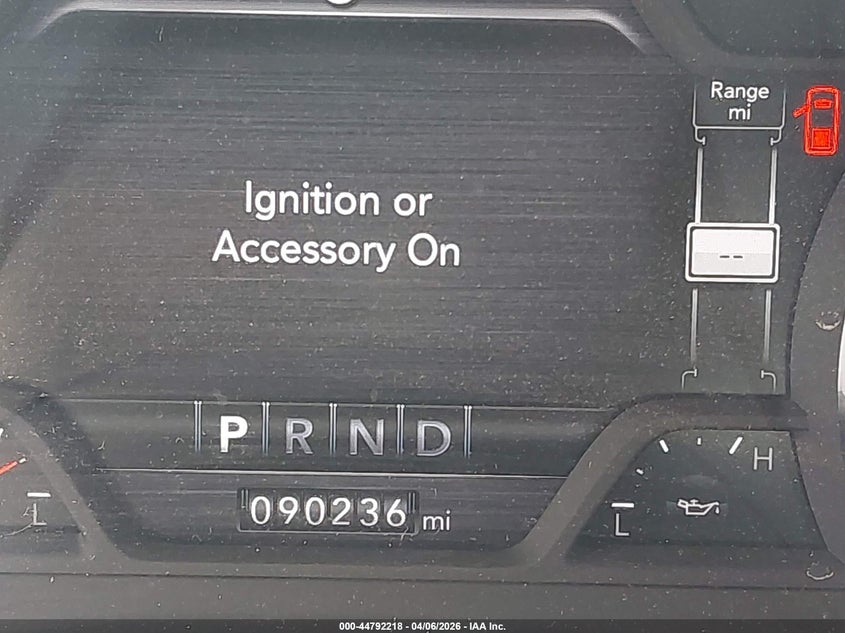 Range
mi
--
Ignition or
Accessory On
P R N D
090236 mi
L
L
H
000-44792218 - 04/06/2026 - IAA Inc.